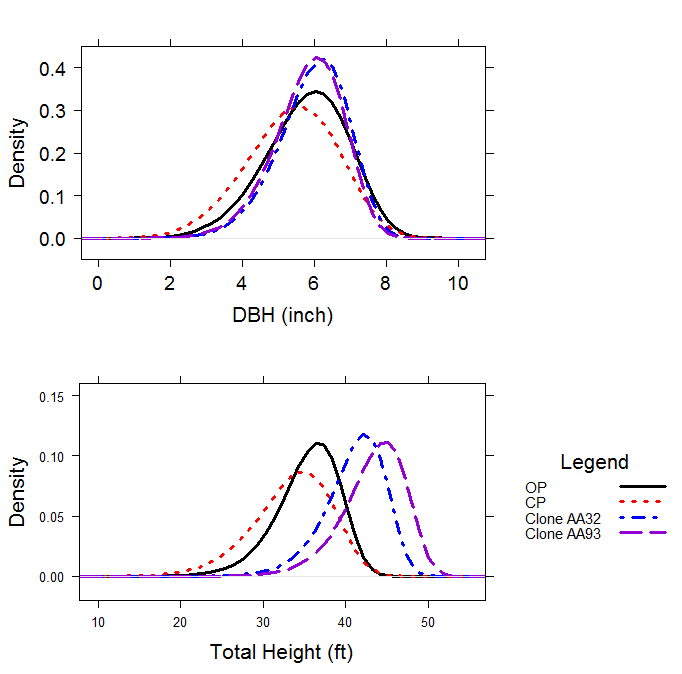 0.4
0.3
0.2
0.1
0.0
Density
0 2 4 6 8 10
DBH (inch)
0.15
0.10
0.05
0.00
Density
10 20 30 40 50
Total Height (ft)
Legend
OP
CP
Clone AA32
Clone AA93